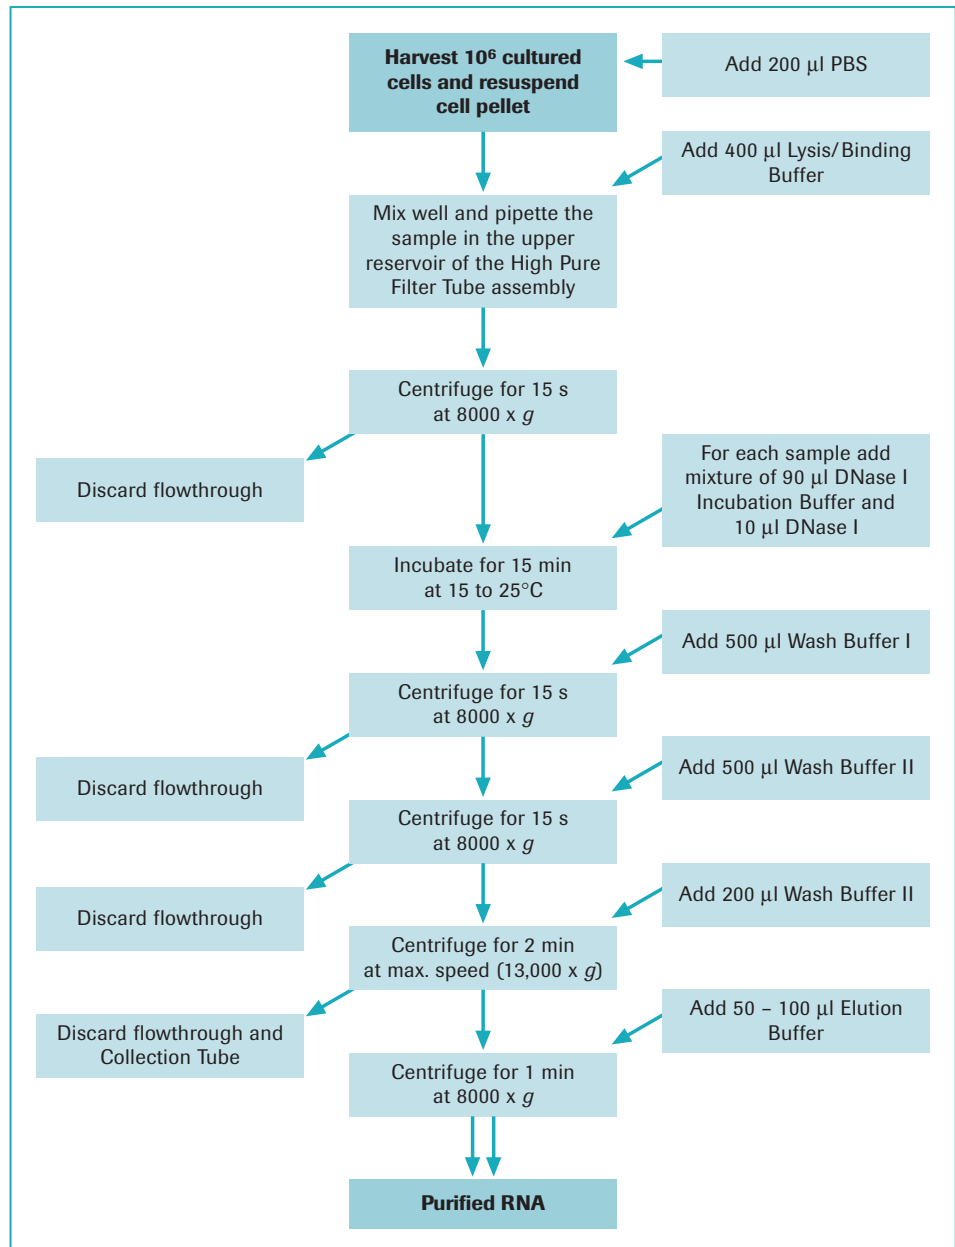 Harvest 10⁶ cultured
cells and resuspend
cell pellet
Add 200 µl PBS
Add 400 µl Lysis/Binding
Buffer
Mix well and pipette the
sample in the upper
reservoir of the High Pure
Filter Tube assembly
Centrifuge for 15 s
at 8000 x g
Discard flowthrough
For each sample add
mixture of 90 µl DNase I
Incubation Buffer and
10 µl DNase I
Incubate for 15 min
at 15 to 25°C
Add 500 µl Wash Buffer I
Centrifuge for 15 s
at 8000 x g
Discard flowthrough
Add 500 µl Wash Buffer II
Centrifuge for 15 s
at 8000 x g
Discard flowthrough
Add 200 µl Wash Buffer II
Centrifuge for 2 min
at max. speed (13,000 x g)
Discard flowthrough and
Collection Tube
Add 50 – 100 µl Elution
Buffer
Centrifuge for 1 min
at 8000 x g
Purified RNA